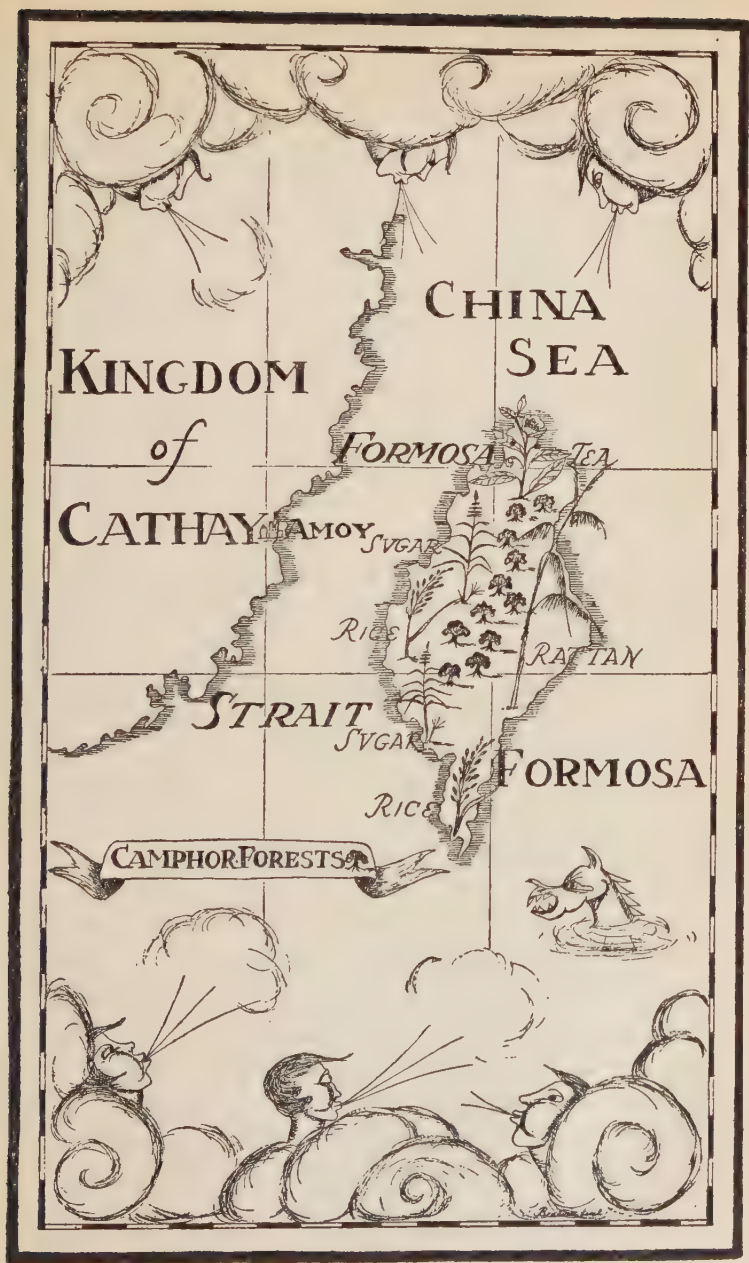 CHINA
SEA
KINGDOM
of
CATHAY
FORMOSA
TEA
AMOY
SUGAR
RICE
RATTAN
STRAIT
SUGAR
FORMOSA
RICE
CAMPHOR FORESTS